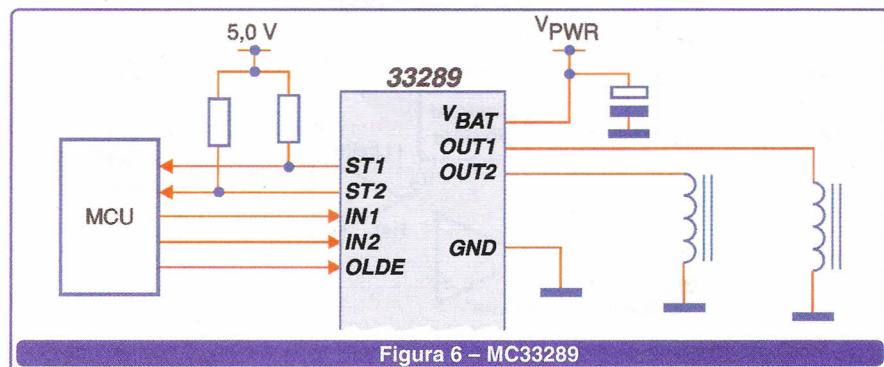 5,0 V
VPWR
33289
VBAT
OUT1
OUT2
GND
ST1
ST2
IN1
IN2
OLDE
MCU
Figura 6 – MC33289